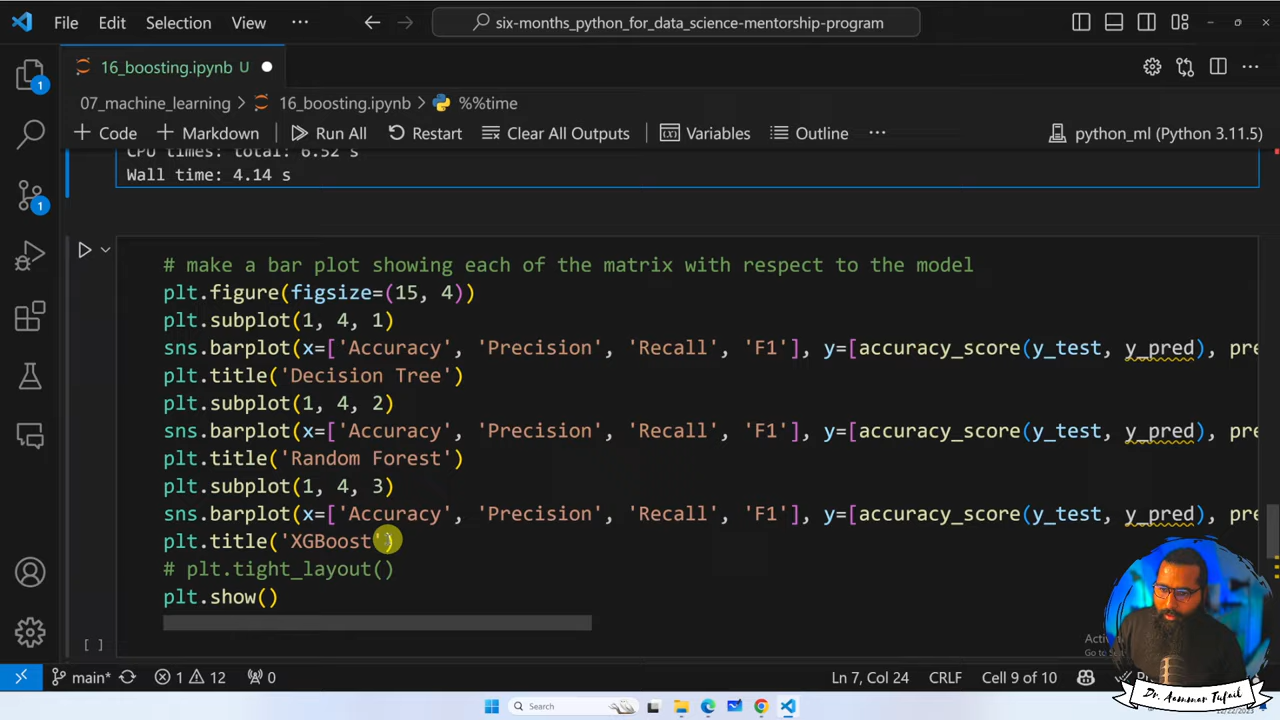 File Edit Selection View ··· six-months_python_for_data_science-mentorship-program
16_boosting.ipynb U
07_machine_learning > 16_boosting.ipynb > %%time
+ Code + Markdown Run All Restart Clear All Outputs Variables Outline ··· python_ml (Python 3.11.5)
CPU times: total: 6.52 s
Wall time: 4.14 s
# make a bar plot showing each of the matrix with respect to the model
plt.figure(figsize=(15, 4))
plt.subplot(1, 4, 1)
sns.barplot(x=['Accuracy', 'Precision', 'Recall', 'F1'], y=[accuracy_score(y_test, y_pred), pre
plt.title('Decision Tree')
plt.subplot(1, 4, 2)
sns.barplot(x=['Accuracy', 'Precision', 'Recall', 'F1'], y=[accuracy_score(y_test, y_pred), pre
plt.title('Random Forest')
plt.subplot(1, 4, 3)
sns.barplot(x=['Accuracy', 'Precision', 'Recall', 'F1'], y=[accuracy_score(y_test, y_pred), pre
plt.title('XGBoost')
# plt.tight_layout()
plt.show()
[ ]
1
1
main* 1 12 0 Ln 7, Col 24 CRLF Cell 9 of 10
Search
Dr. Aammar Tufail